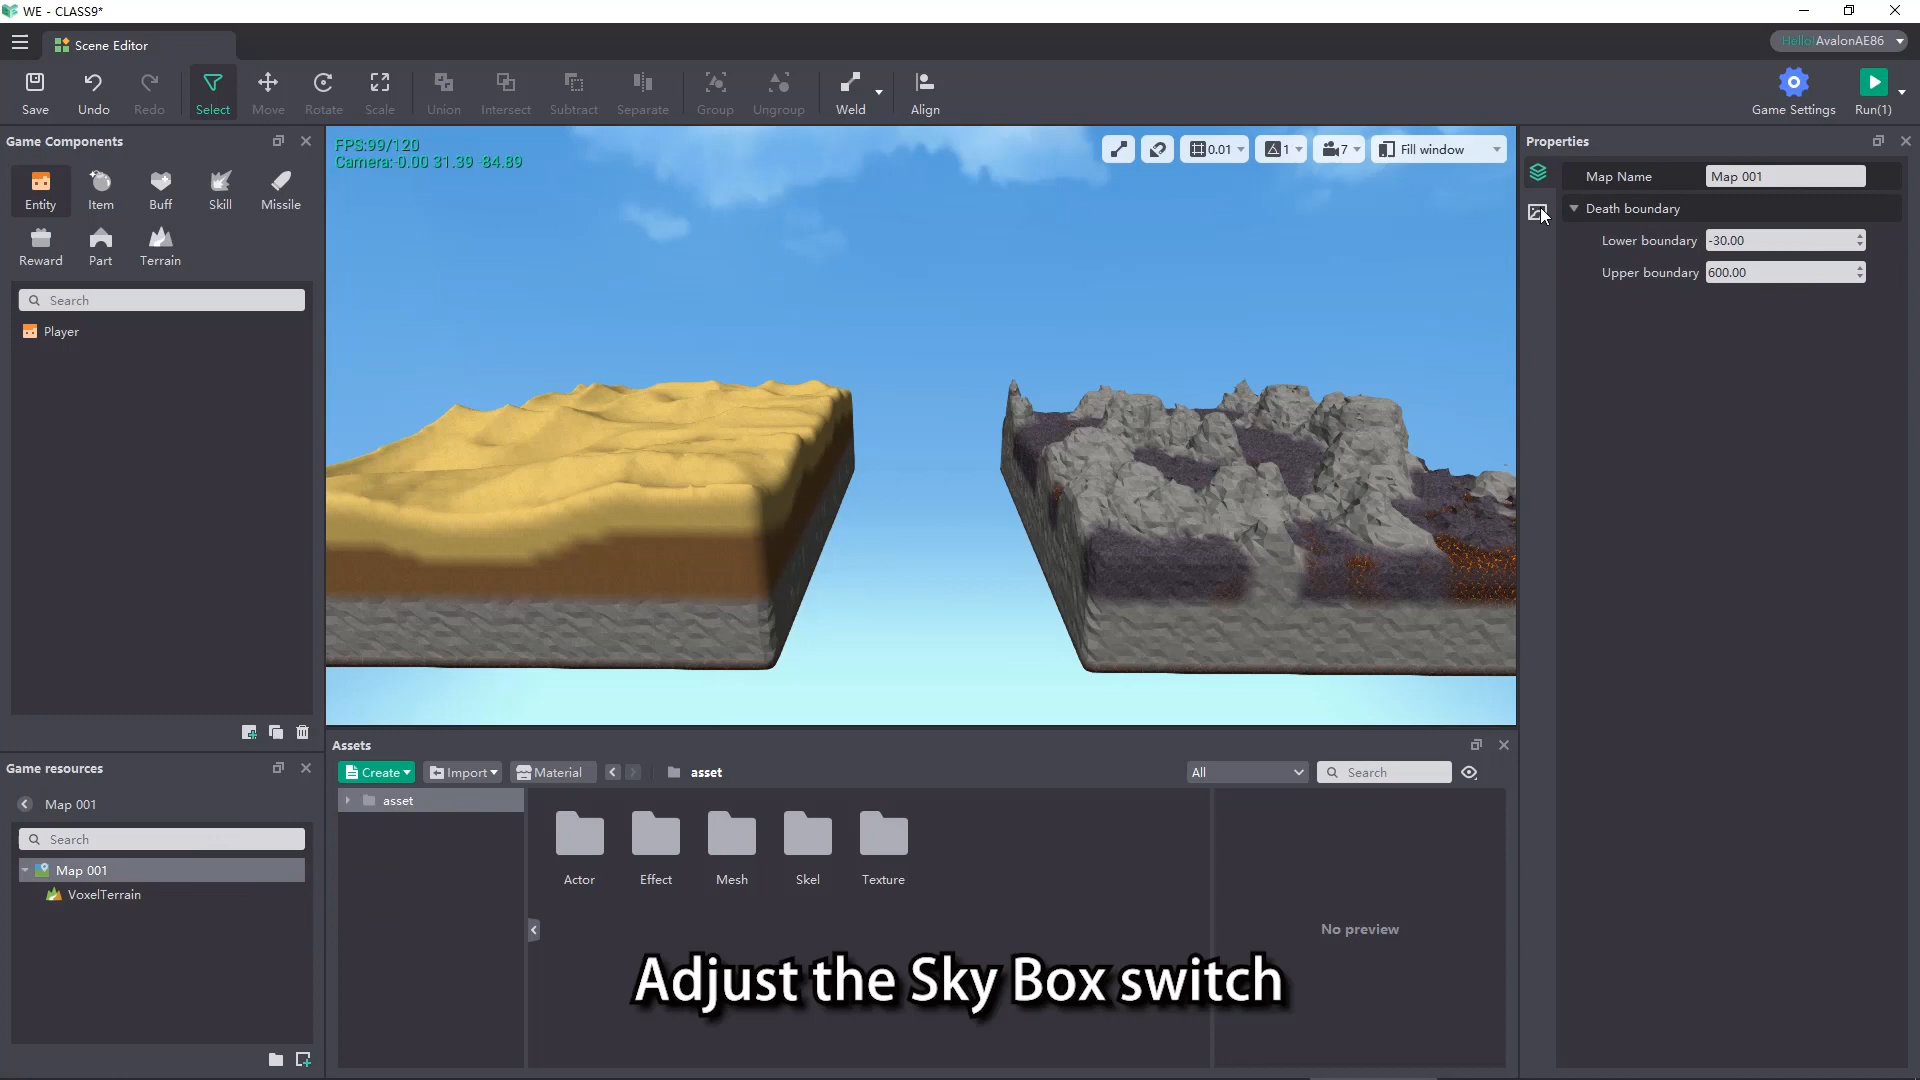 WE - CLASS9*
Scene Editor
Hello! AvalonAE86
Save
Undo
Redo
Select
Move
Rotate
Scale
Union
Intersect
Subtract
Separate
Group
Ungroup
Weld
Align
Game Settings
Run(1)
Game Components
Entity
Item
Buff
Skill
Missile
Reward
Part
Terrain
Search
Player
FPS:99/120
Camera:-0.00 31.39 -84.89
0.01
1
7
Fill window
Properties
Map Name
Map 001
Death boundary
Lower boundary
-30.00
Upper boundary
600.00
Game resources
Map 001
Search
Map 001
VoxelTerrain
Assets
Create
Import
Material
asset
All
Search
asset
Actor
Effect
Mesh
Skel
Texture
No preview
Adjust the Sky Box switch